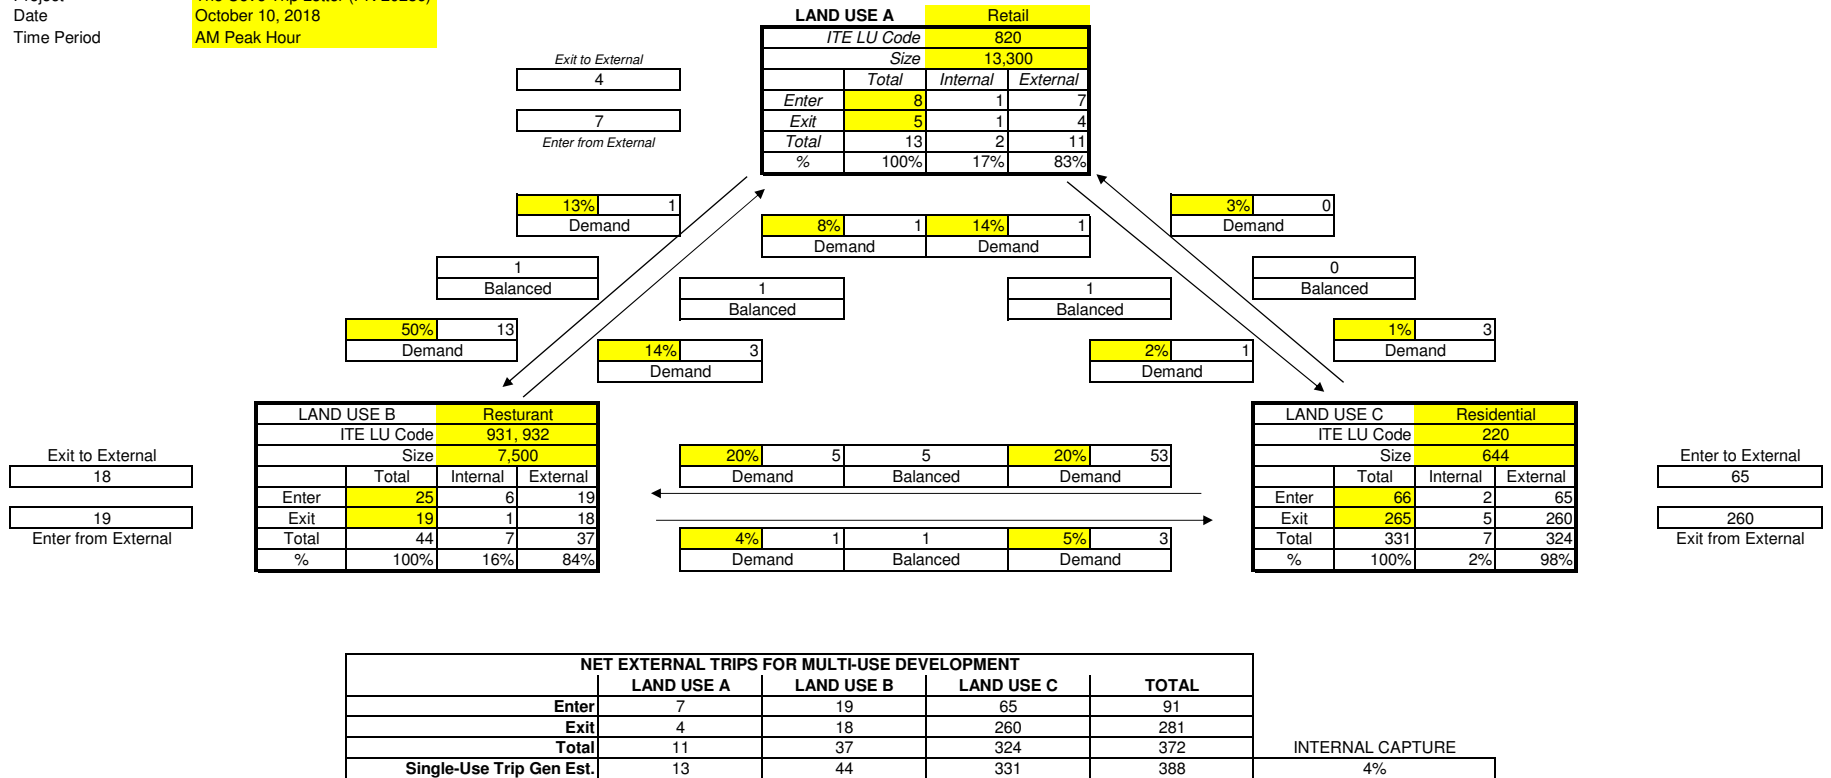 Date October 10, 2018
Time Period AM Peak Hour
LAND USE A Retail
ITE LU Code 820
Size 13,300
Total Internal External
Enter 8 1 7
Exit 5 1 4
Total 13 2 11
% 100% 17% 83%
Exit to External
4
7
Enter from External
13% 1
Demand
8% 1 14% 1
Demand Demand
3% 0
Demand
1
Balanced
1
Balanced
1
Balanced
0
Balanced
50% 13
Demand
14% 3
Demand
2% 1
Demand
1% 3
Demand
LAND USE B Resturant
ITE LU Code 931, 932
Size 7,500
Total Internal External
Enter 25 6 19
Exit 19 1 18
Total 44 7 37
% 100% 16% 84%
Exit to External
18
19
Enter from External
20% 5 5 20% 53
Demand Balanced Demand
4% 1 1 5% 3
Demand Balanced Demand
LAND USE C Residential
ITE LU Code 220
Size 644
Total Internal External
Enter 66 2 65
Exit 265 5 260
Total 331 7 324
% 100% 2% 98%
Enter to External
65
260
Exit from External
NET EXTERNAL TRIPS FOR MULTI-USE DEVELOPMENT
LAND USE A LAND USE B LAND USE C TOTAL
Enter 7 19 65 91
Exit 4 18 260 281
Total 11 37 324 372 INTERNAL CAPTURE
Single-Use Trip Gen Est. 13 44 331 388 4%